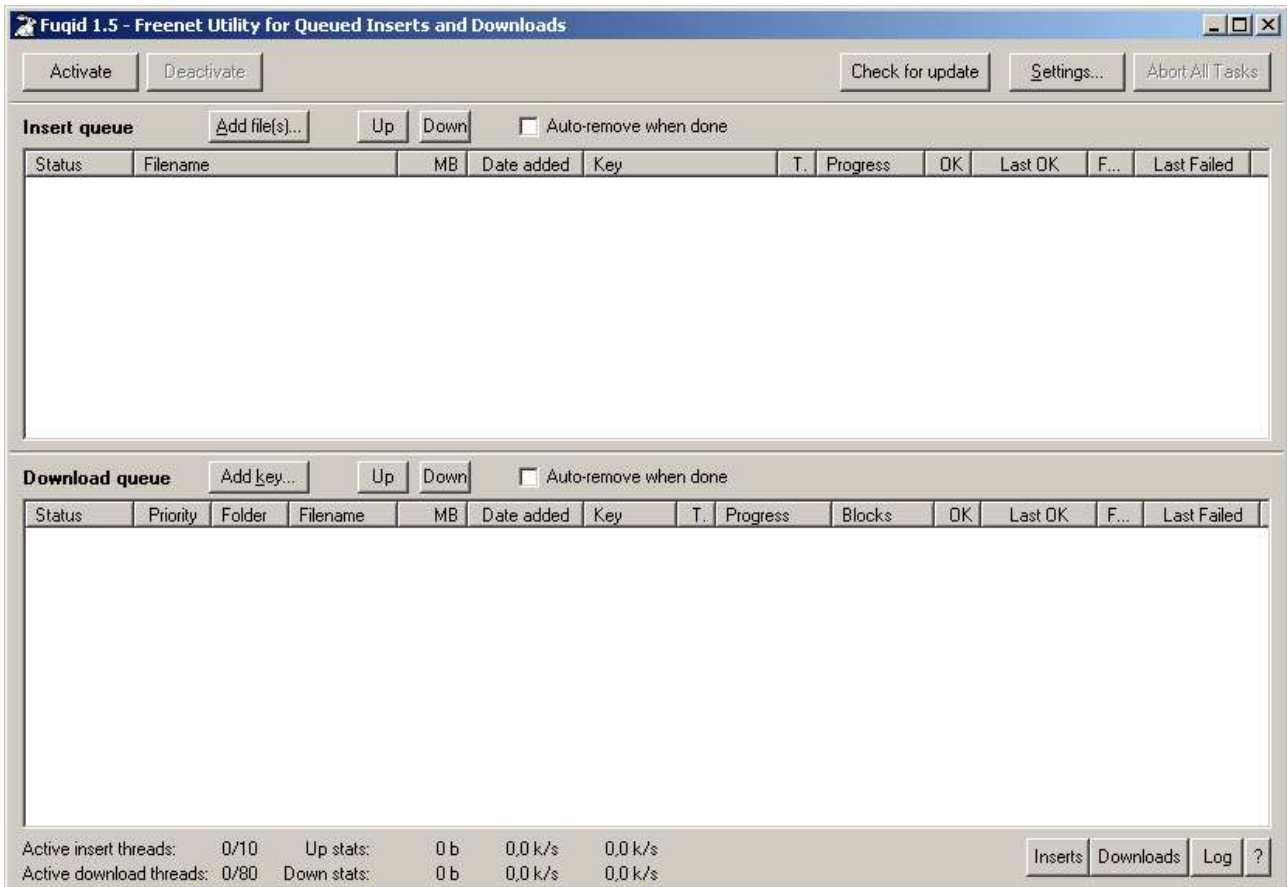 Fuqid 1.5 - Freenet Utility for Queued Inserts and Downloads
Activate Deactivate Check for update Settings... Abort All Tasks
Insert queue Add file(s)... Up Down Auto-remove when done
Status Filename MB Date added Key T. Progress OK Last OK F... Last Failed
Download queue Add key... Up Down Auto-remove when done
Status Priority Folder Filename MB Date added Key T. Progress Blocks OK Last OK F... Last Failed
Active insert threads: 0/10 Up stats: 0 b 0,0 k/s 0,0 k/s
Active download threads: 0/80 Down stats: 0 b 0,0 k/s 0,0 k/s
Inserts Downloads Log ?